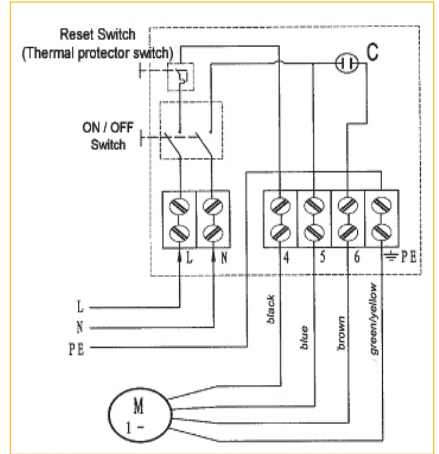 Reset Switch
(Thermal protector switch)
C
ON / OFF
Switch
L N 4 5 6 PE
L
N
PE
black
blue
brown
green/yellow
M
1 ~